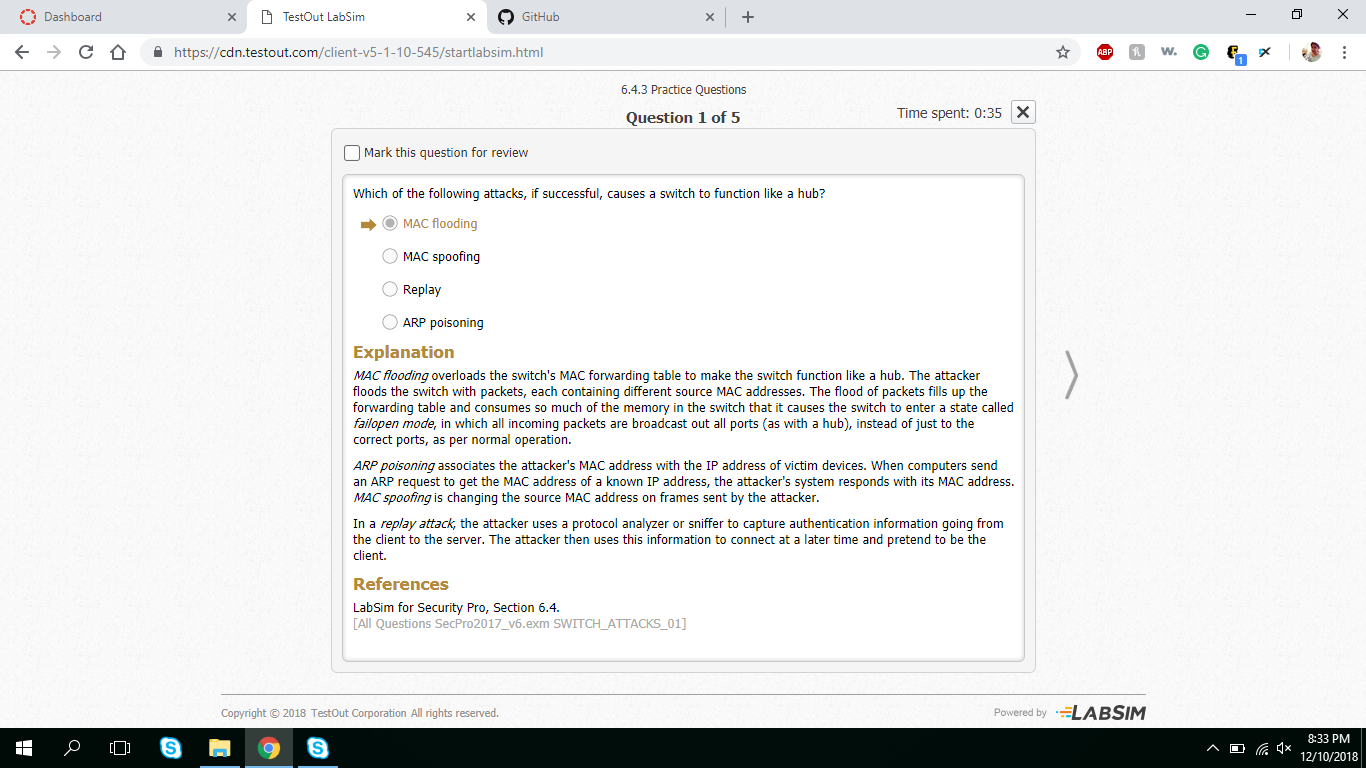 Dashboard
TestOut LabSim
GitHub
https://cdn.testout.com/client-v5-1-10-545/startlabsim.html
ABP
w.
1
6.4.3 Practice Questions
Question 1 of 5
Time spent: 0:35
Mark this question for review
Which of the following attacks, if successful, causes a switch to function like a hub?
MAC flooding
MAC spoofing
Replay
ARP poisoning
Explanation
MAC flooding overloads the switch's MAC forwarding table to make the switch function like a hub. The attacker
floods the switch with packets, each containing different source MAC addresses. The flood of packets fills up the
forwarding table and consumes so much of the memory in the switch that it causes the switch to enter a state called
failopen mode, in which all incoming packets are broadcast out all ports (as with a hub), instead of just to the
correct ports, as per normal operation.
ARP poisoning associates the attacker's MAC address with the IP address of victim devices. When computers send
an ARP request to get the MAC address of a known IP address, the attacker's system responds with its MAC address.
MAC spoofing is changing the source MAC address on frames sent by the attacker.
In a replay attack, the attacker uses a protocol analyzer or sniffer to capture authentication information going from
the client to the server. The attacker then uses this information to connect at a later time and pretend to be the
client.
References
LabSim for Security Pro, Section 6.4.
[All Questions SecPro2017_v6.exm SWITCH_ATTACKS_01]
Copyright © 2018 TestOut Corporation All rights reserved.
Powered by LABSIM
8:33 PM
12/10/2018